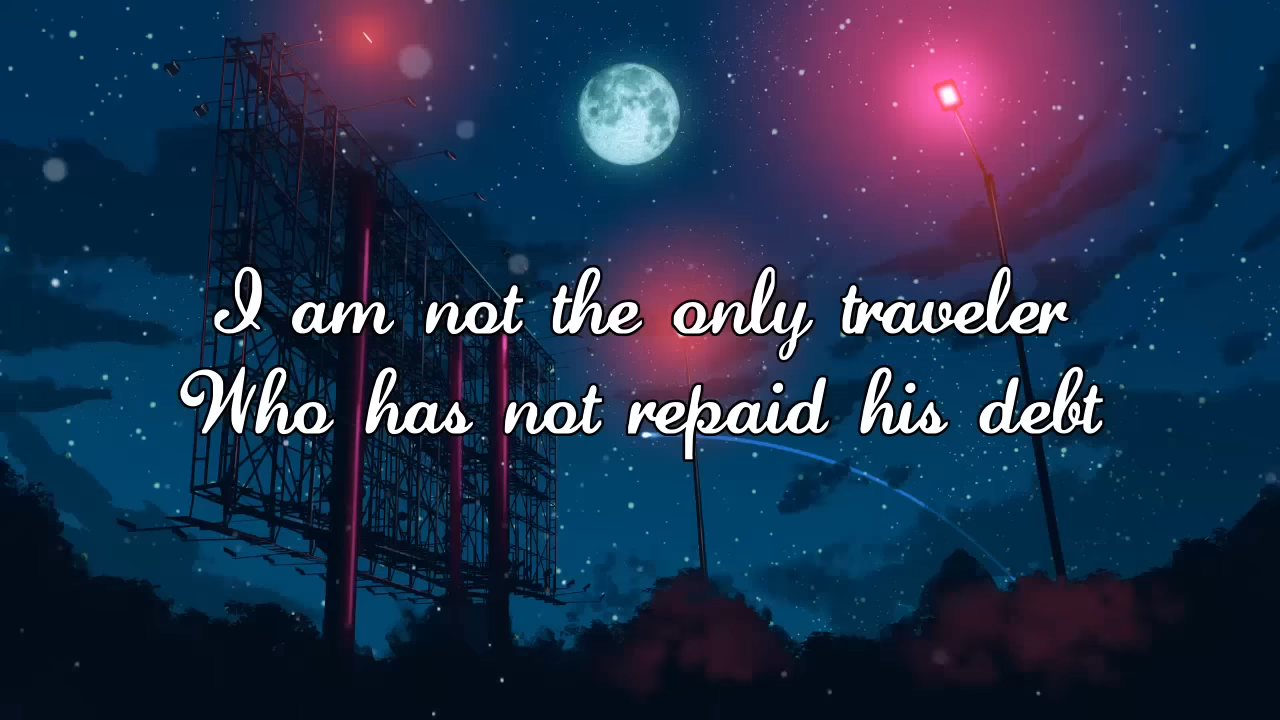 I am not the only traveler
Who has not repaid his debt